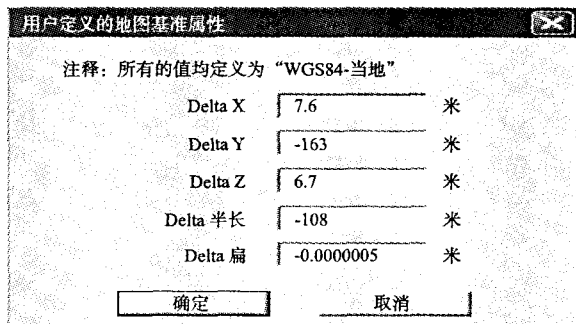 用户定义的地图基准属性
注释：所有的值均定义为“WGS84-当地”
Delta X 7.6 米
Delta Y -163 米
Delta Z 6.7 米
Delta 半长 -108 米
Delta 扁 -0.0000005 米
确定 取消